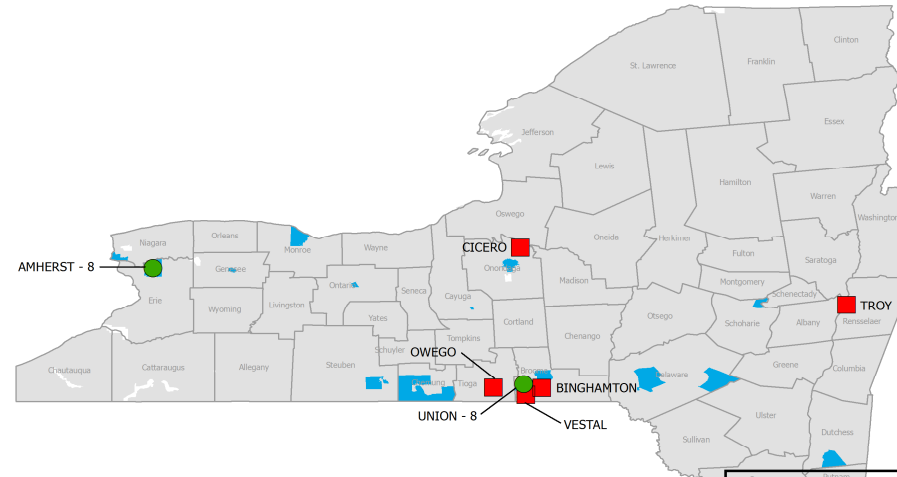 Clinton
Franklin
St. Lawrence
Essex
Jefferson
Lewis
Hamilton
Warren
Washington
Oswego
Oneida
Herkimer
Fulton
Saratoga
Niagara
Orleans
Monroe
Wayne
CICERO
Onondaga
Madison
Montgomery
Schenectady
AMHERST - 8
Genesee
Ontario
Seneca
Cayuga
Erie
Wyoming
Livingston
Yates
Cortland
Otsego
Schoharie
Albany
Rensselaer
TROY
Tompkins
Chenango
Schuyler
OWEGO
Chautauqua
Cattaraugus
Allegany
Steuben
Chemung
Tioga
Broome
BINGHAMTON
Delaware
Greene
Columbia
UNION - 8
VESTAL
Ulster
Sullivan
Dutchess
Putnam